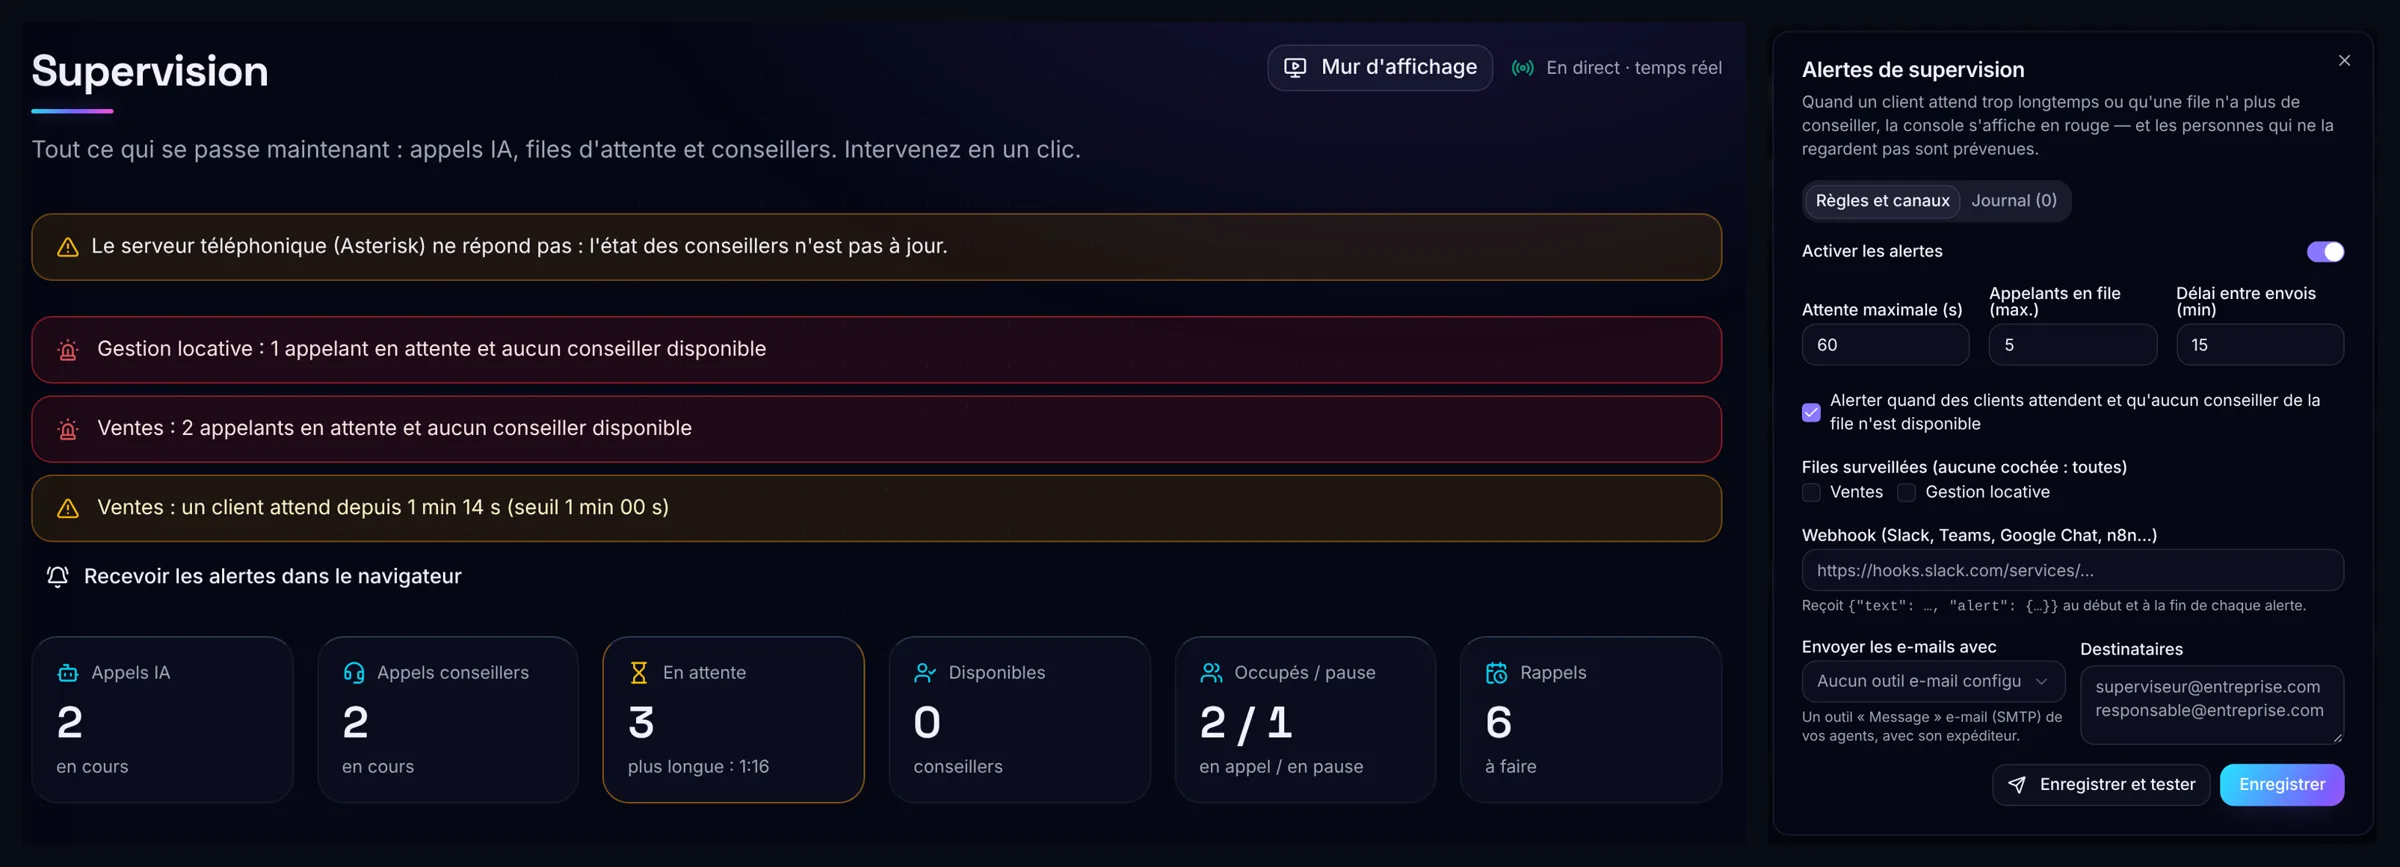 Supervision
Mur d'affichage
En direct · temps réel
Tout ce qui se passe maintenant : appels IA, files d'attente et conseillers. Intervenez en un clic.
Le serveur téléphonique (Asterisk) ne répond pas : l'état des conseillers n'est pas à jour.
Gestion locative : 1 appelant en attente et aucun conseiller disponible
Ventes : 2 appelants en attente et aucun conseiller disponible
Ventes : un client attend depuis 1 min 14 s (seuil 1 min 00 s)
Recevoir les alertes dans le navigateur
Appels IA
2
en cours
Appels conseillers
2
en cours
En attente
3
plus longue : 1:16
Disponibles
0
conseillers
Occupés / pause
2 / 1
en appel / en pause
Rappels
6
à faire
Alertes de supervision
Quand un client attend trop longtemps ou qu'une file n'a plus de
conseiller, la console s'affiche en rouge — et les personnes qui ne la
regardent pas sont prévenues.
Règles et canaux
Journal (0)
Activer les alertes
Attente maximale (s)
60
Appelants en file
(max.)
5
Délai entre envois
(min)
15
Alerter quand des clients attendent et qu'aucun conseiller de la
file n'est disponible
Files surveillées (aucune cochée : toutes)
Ventes
Gestion locative
Webhook (Slack, Teams, Google Chat, n8n...)
https://hooks.slack.com/services/...
Reçoit {"text": …, "alert": {…}} au début et à la fin de chaque alerte.
Envoyer les e-mails avec
Aucun outil e-mail configu
Un outil « Message » e-mail (SMTP) de
vos agents, avec son expéditeur.
Destinataires
superviseur@entreprise.com
responsable@entreprise.com
Enregistrer et tester
Enregistrer